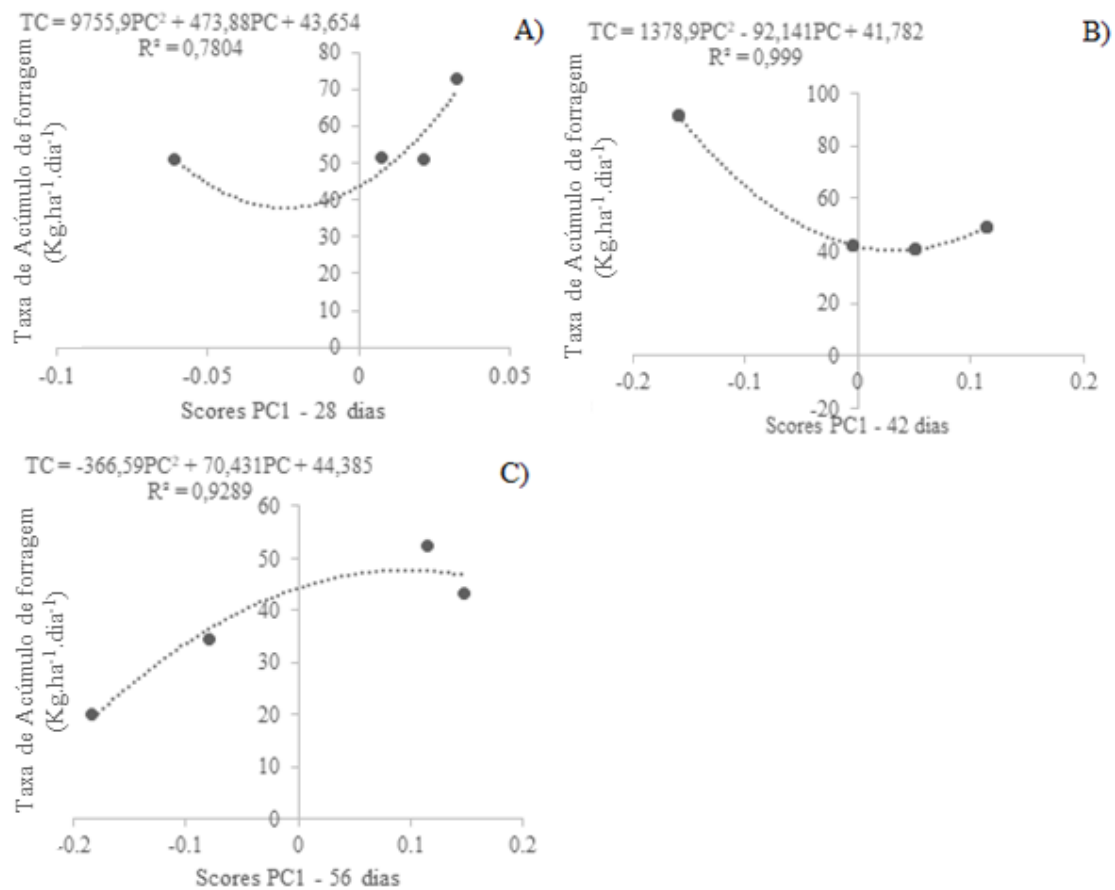 TC = 9755,9PC² + 473,88PC + 43,654
R² = 0,7804
A)
Taxa de Acúmulo de forragem
(Kg.ha⁻¹.dia⁻¹)
80
70
60
50
40
30
20
10
0
-0.1
-0.05
0
0.05
Scores PC1 - 28 dias
TC = 1378,9PC² - 92,141PC + 41,782
R² = 0,999
B)
Taxa de Acúmulo de forragem
(Kg.ha⁻¹.dia⁻¹)
100
80
60
40
20
0
-20
-0.2
-0.1
0
0.1
0.2
Scores PC1 - 42 dias
TC = -366,59PC² + 70,431PC + 44,385
R² = 0,9289
C)
Taxa de Acúmulo de forragem
(Kg.ha⁻¹.dia⁻¹)
60
50
40
30
20
10
0
-0.2
-0.1
0
0.1
0.2
Scores PC1 - 56 dias